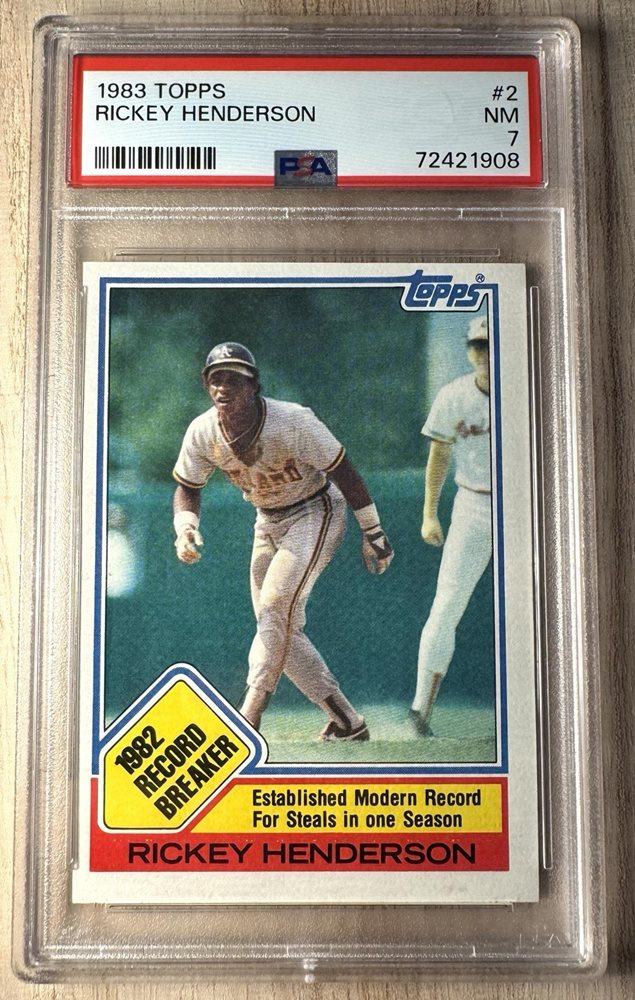 1983 TOPPS #2
RICKEY HENDERSON NM
7
72421908
PSA
Topps®
A
1982
RECORD
BREAKER
Established Modern Record
For Steals in one Season
RICKEY HENDERSON